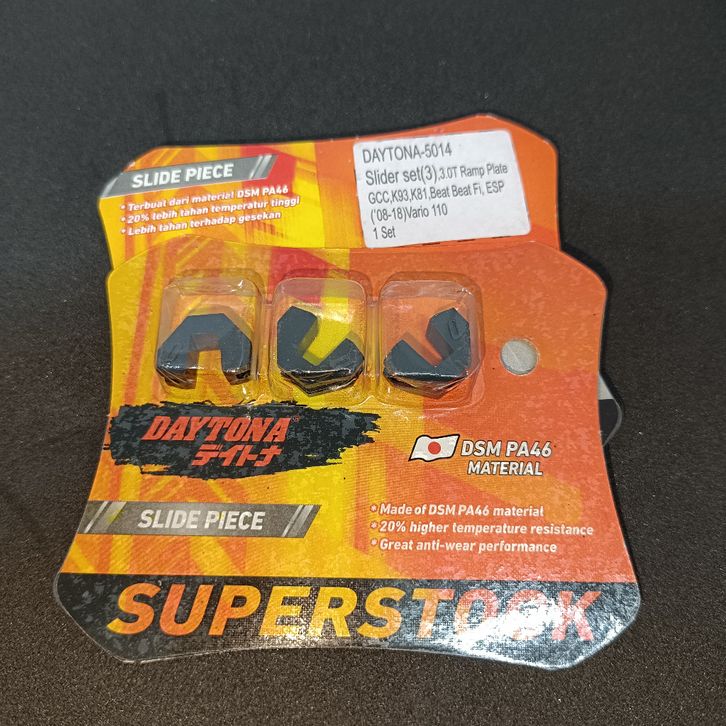 SLIDE PIECE
* Terbuat dari material DSM PA46
* 20% lebih tahan temperatur tinggi
* Lebih tahan terhadap gesekan
DAYTONA-5014
Slider set(3),3.0T Ramp Plate
GCC,K93,K81,Beat Beat Fi, ESP
('08-18)Vario 110
1 Set
DAYTONA
デイトナ
DSM PA46
MATERIAL
SLIDE PIECE
* Made of DSM PA46 material
* 20% higher temperature resistance
* Great anti-wear performance
SUPERSTOCK